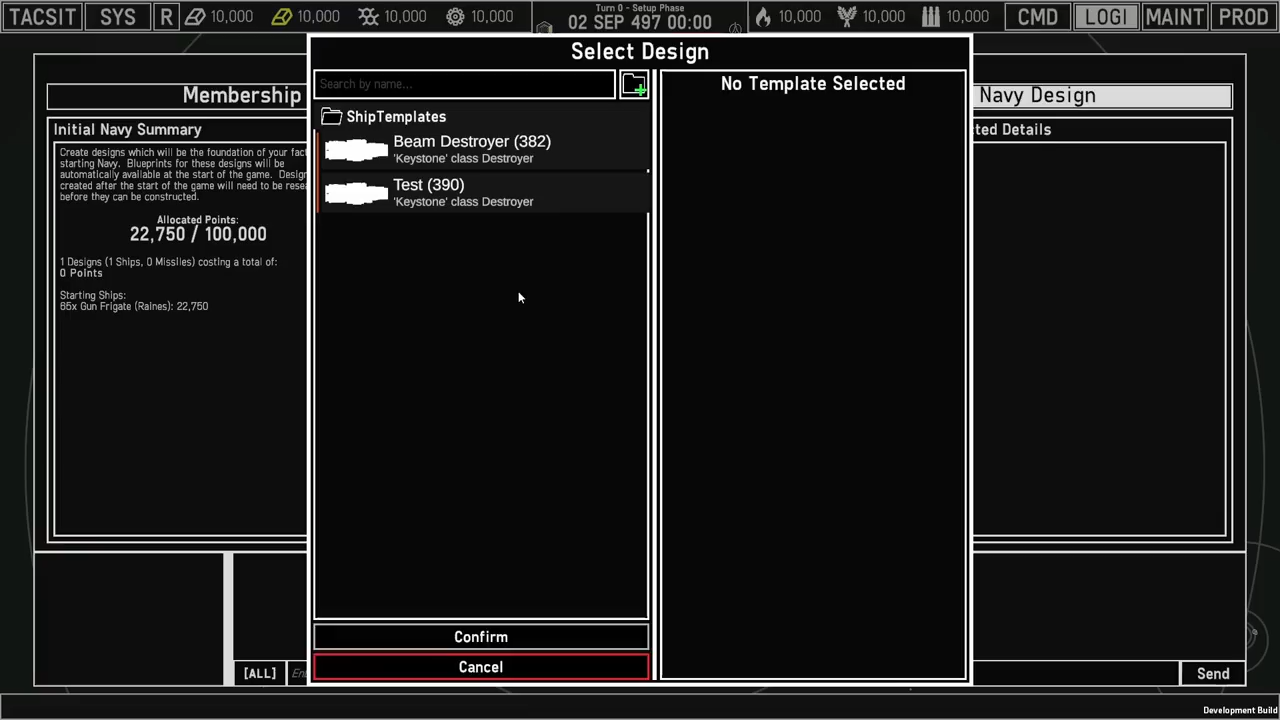 TACSIT
SYS
R
10,000
10,000
10,000
10,000
Turn 0 - Setup Phase
02 SEP 497 00:00
10,000
10,000
10,000
CMD
LOGI
MAINT
PROD
Select Design
Search by name...
No Template Selected
ShipTemplates
Beam Destroyer (382)
'Keystone' class Destroyer
Test (390)
'Keystone' class Destroyer
Confirm
Cancel
Membership
Initial Navy Summary
Create designs which will be the foundation of your fact
starting Navy. Blueprints for these designs will be
automatically available at the start of the game. Design
created after the start of the game will need to be resea
before they can be constructed.
Allocated Points:
22,750 / 100,000
1 Designs (1 Ships, 0 Missiles) costing a total of:
0 Points
Starting Ships:
65x Gun Frigate (Raines): 22,750
Navy Design
ted Details
[ALL]
En
Send
Development Build